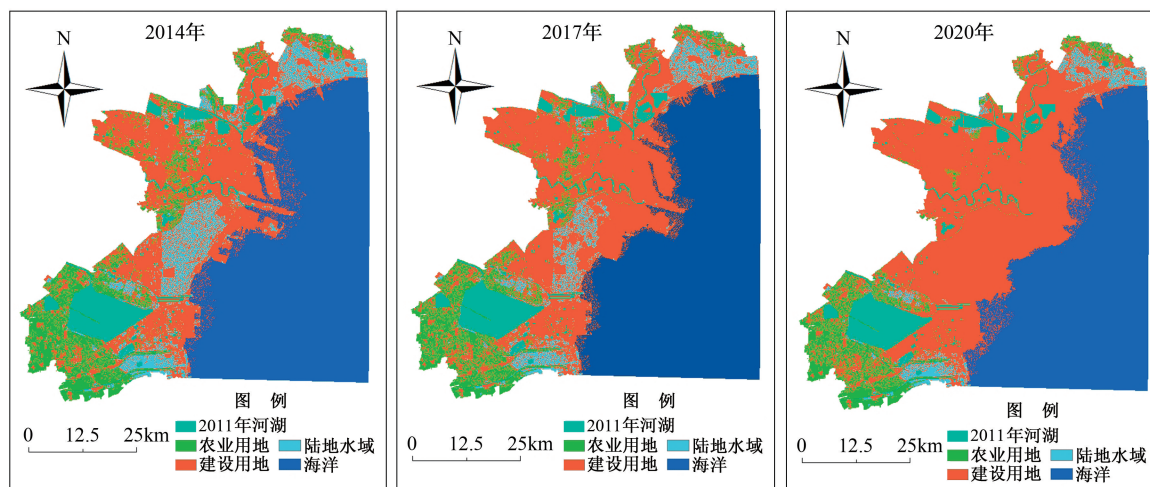 2014年
N
图 例
2011年河湖
农业用地 陆地水域
建设用地 海洋
0 12.5 25km
2017年
N
图 例
2011年河湖
农业用地 陆地水域
建设用地 海洋
0 12.5 25km
2020年
N
图 例
2011年河湖
农业用地 陆地水域
建设用地 海洋
0 12.5 25km